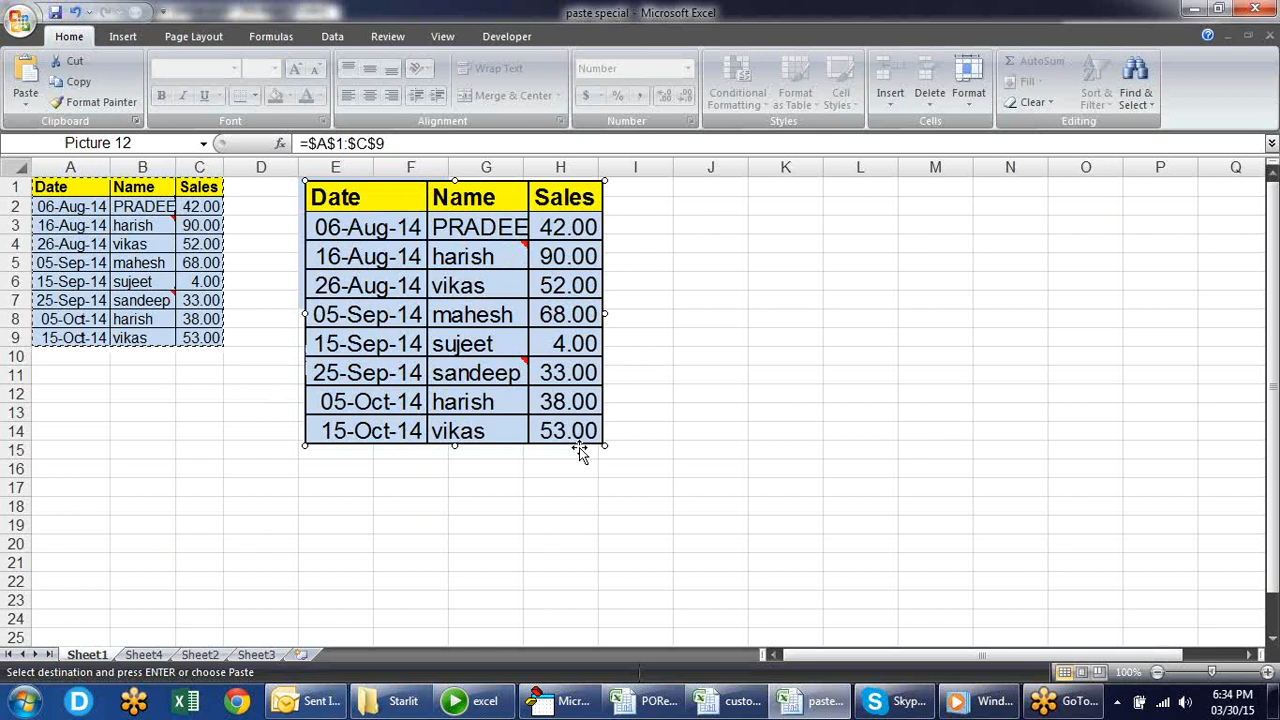 paste special - Microsoft Excel
Home Insert Page Layout Formulas Data Review View Developer
Cut
Copy
Format Painter
Paste
Clipboard
B I U
Font
Wrap Text
Merge & Center
Alignment
Number
$ % ,
Number
Conditional Formatting
Format as Table
Cell Styles
Styles
Insert Delete Format
Cells
AutoSum
Fill
Clear
Sort & Filter
Find & Select
Editing
Picture 12 fx =$A$1:$C$9
A B C D E F G H I J K L M N O P Q
1 Date Name Sales
2 06-Aug-14 PRADEE 42.00
3 16-Aug-14 harish 90.00
4 26-Aug-14 vikas 52.00
5 05-Sep-14 mahesh 68.00
6 15-Sep-14 sujeet 4.00
7 25-Sep-14 sandeep 33.00
8 05-Oct-14 harish 38.00
9 15-Oct-14 vikas 53.00
10
11
12
13
14
15
16
17
18
19
20
21
22
23
24
25
Date Name Sales
06-Aug-14 PRADEE 42.00
16-Aug-14 harish 90.00
26-Aug-14 vikas 52.00
05-Sep-14 mahesh 68.00
15-Sep-14 sujeet 4.00
25-Sep-14 sandeep 33.00
05-Oct-14 harish 38.00
15-Oct-14 vikas 53.00
Sheet1 Sheet4 Sheet2 Sheet3
Select destination and press ENTER or choose Paste 100%
Sent I... Starlit excel Micr... PORe... custo... paste... Skyp... Wind... GoTo...
6:34 PM
03/30/15